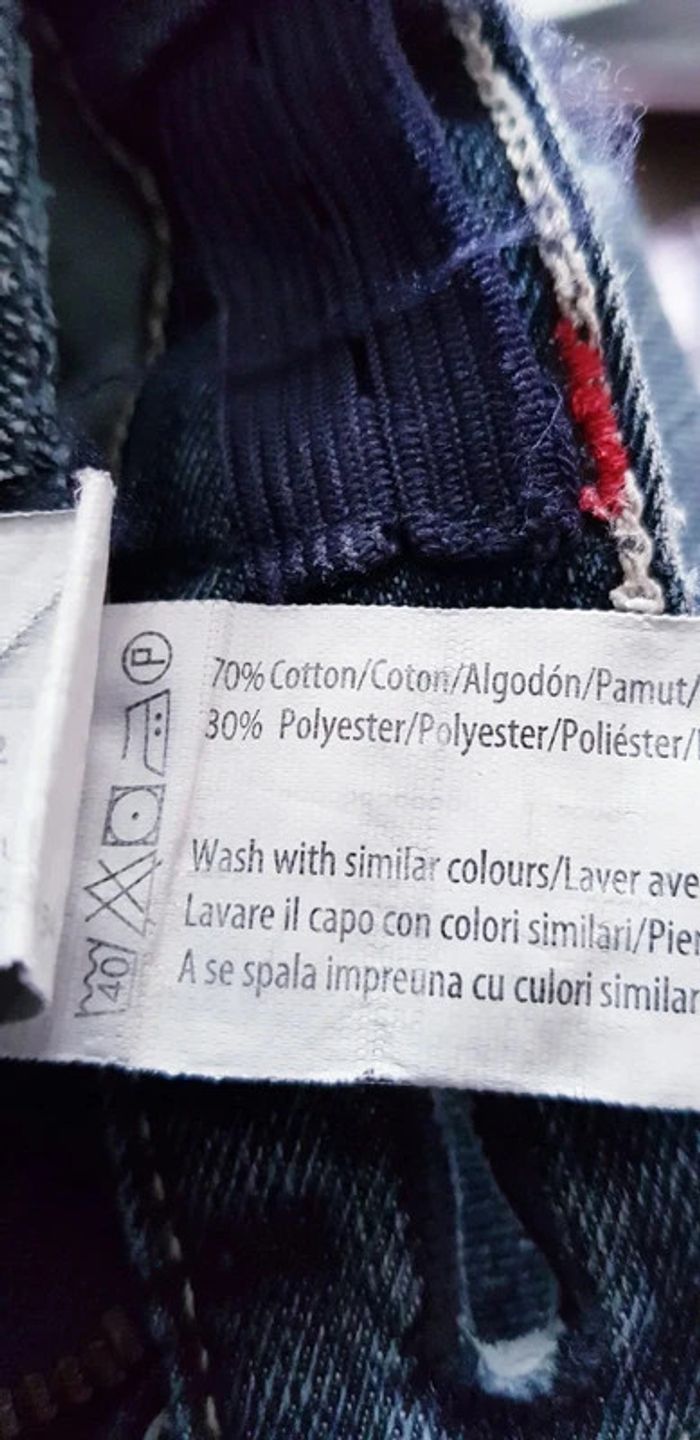 70% Cotton/Coton/Algodón/Pamut/
30% Polyester/Polyester/Poliéster/
Wash with similar colours/Laver ave
Lavare il capo con colori similari/Pier
A se spala impreuna cu culori similar
P
40